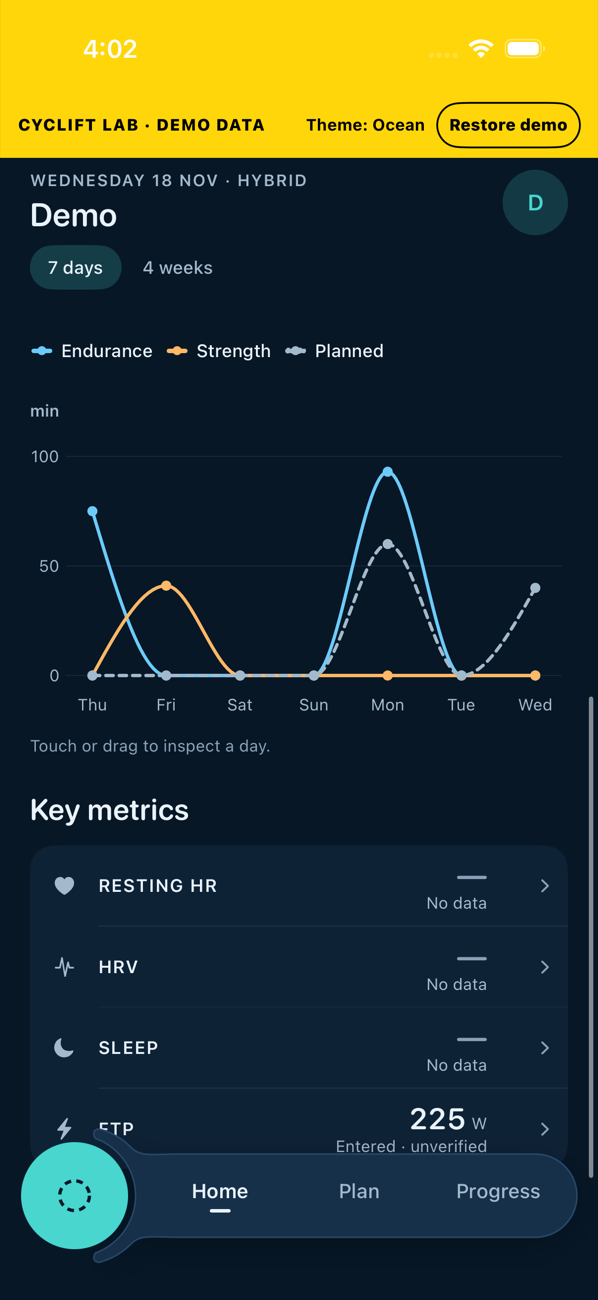 4:02
CYCLIFT LAB · DEMO DATA Theme: Ocean Restore demo
WEDNESDAY 18 NOV · HYBRID
Demo
D
7 days 4 weeks
Endurance Strength Planned
min
100
50
0
Thu Fri Sat Sun Mon Tue Wed
Touch or drag to inspect a day.
Key metrics
RESTING HR —
No data
HRV —
No data
SLEEP —
No data
FTP 225 W
Entered · unverified
Home Plan Progress